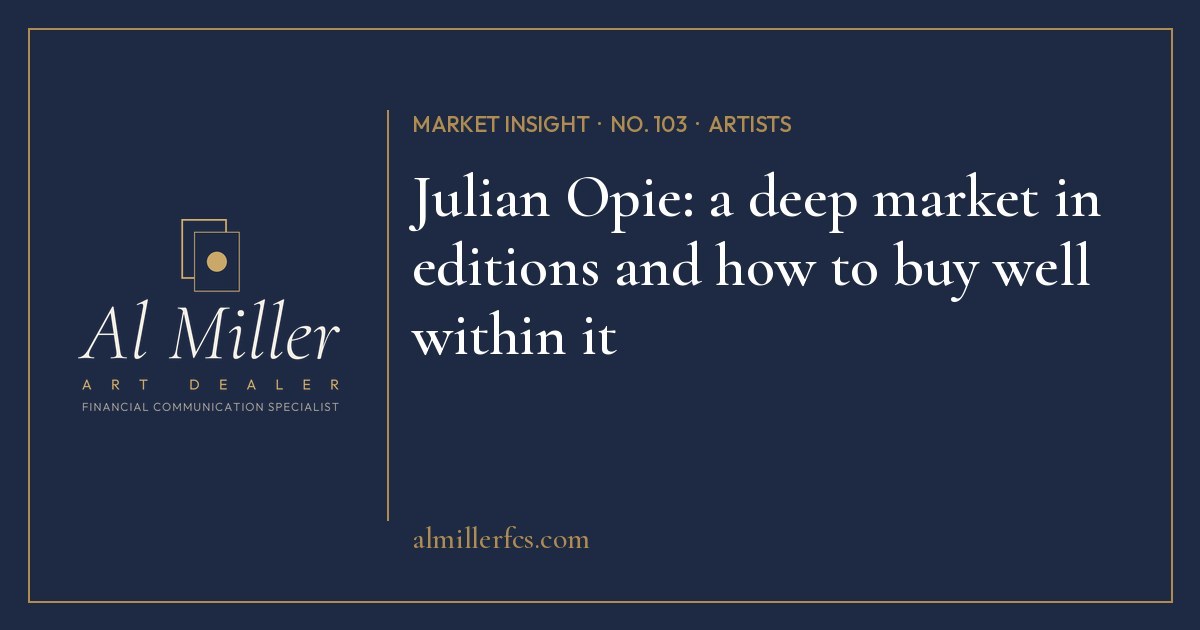 MARKET INSIGHT · NO. 103 · ARTISTS
Julian Opie: a deep market in
editions and how to buy well
within it
Al Miller
ART DEALER
FINANCIAL COMMUNICATION SPECIALIST
almillerfcs.com